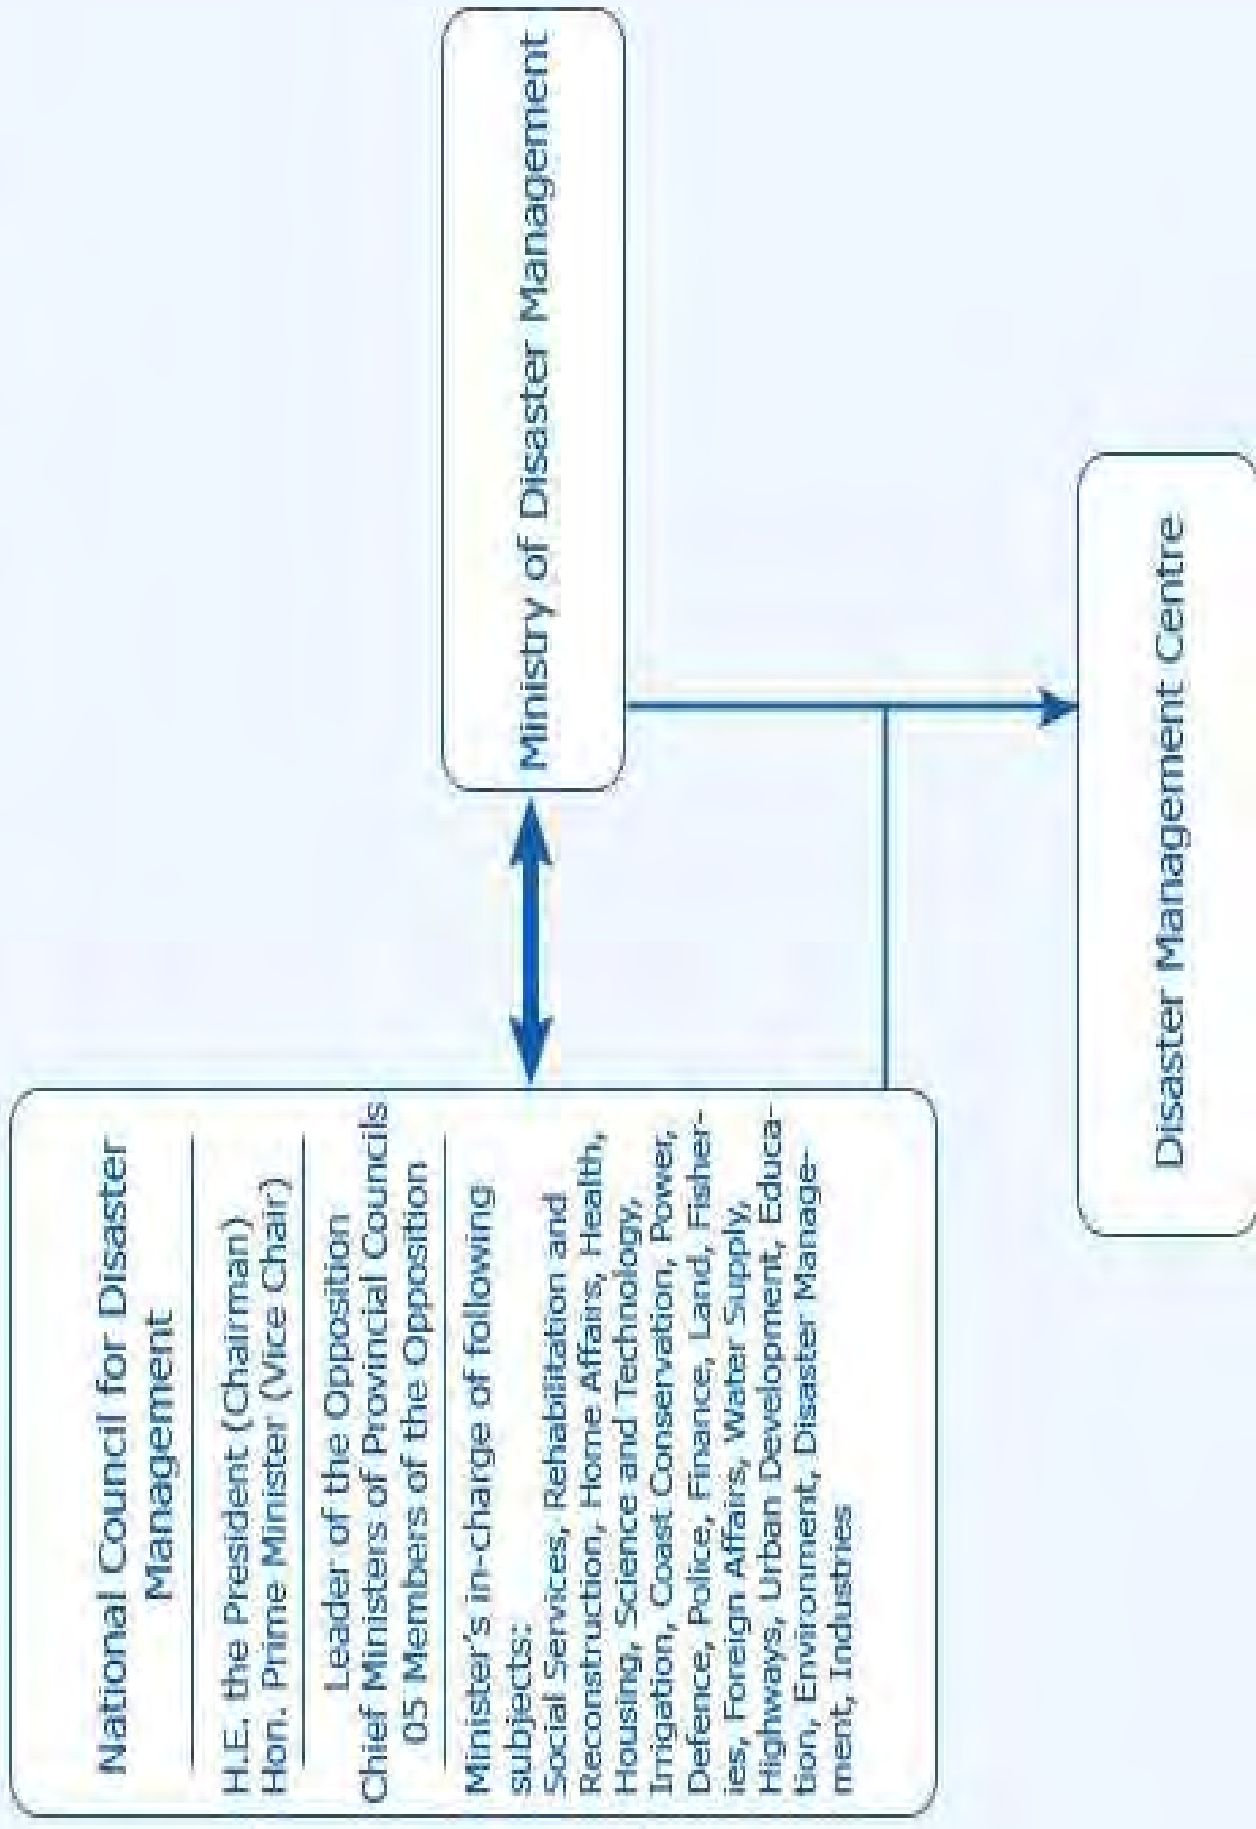 National Council for Disaster
Management
H.E. the President (Chairman)
Hon. Prime Minister (Vice Chair)
Leader of the Opposition
Chief Ministers of Provincial Councils
05 Members of the Opposition
Minister's in-charge of following
subjects:
Social Services, Rehabilitation and
Reconstruction, Home Affairs, Health,
Housing, Science and Technology,
Irrigation, Coast Conservation, Power,
Defence, Police, Finance, Land, Fisher-
ies, Foreign Affairs, Water Supply,
Highways, Urban Development, Educa-
tion, Environment, Disaster Manage-
ment, Industries
Ministry of Disaster Management
Disaster Management Centre